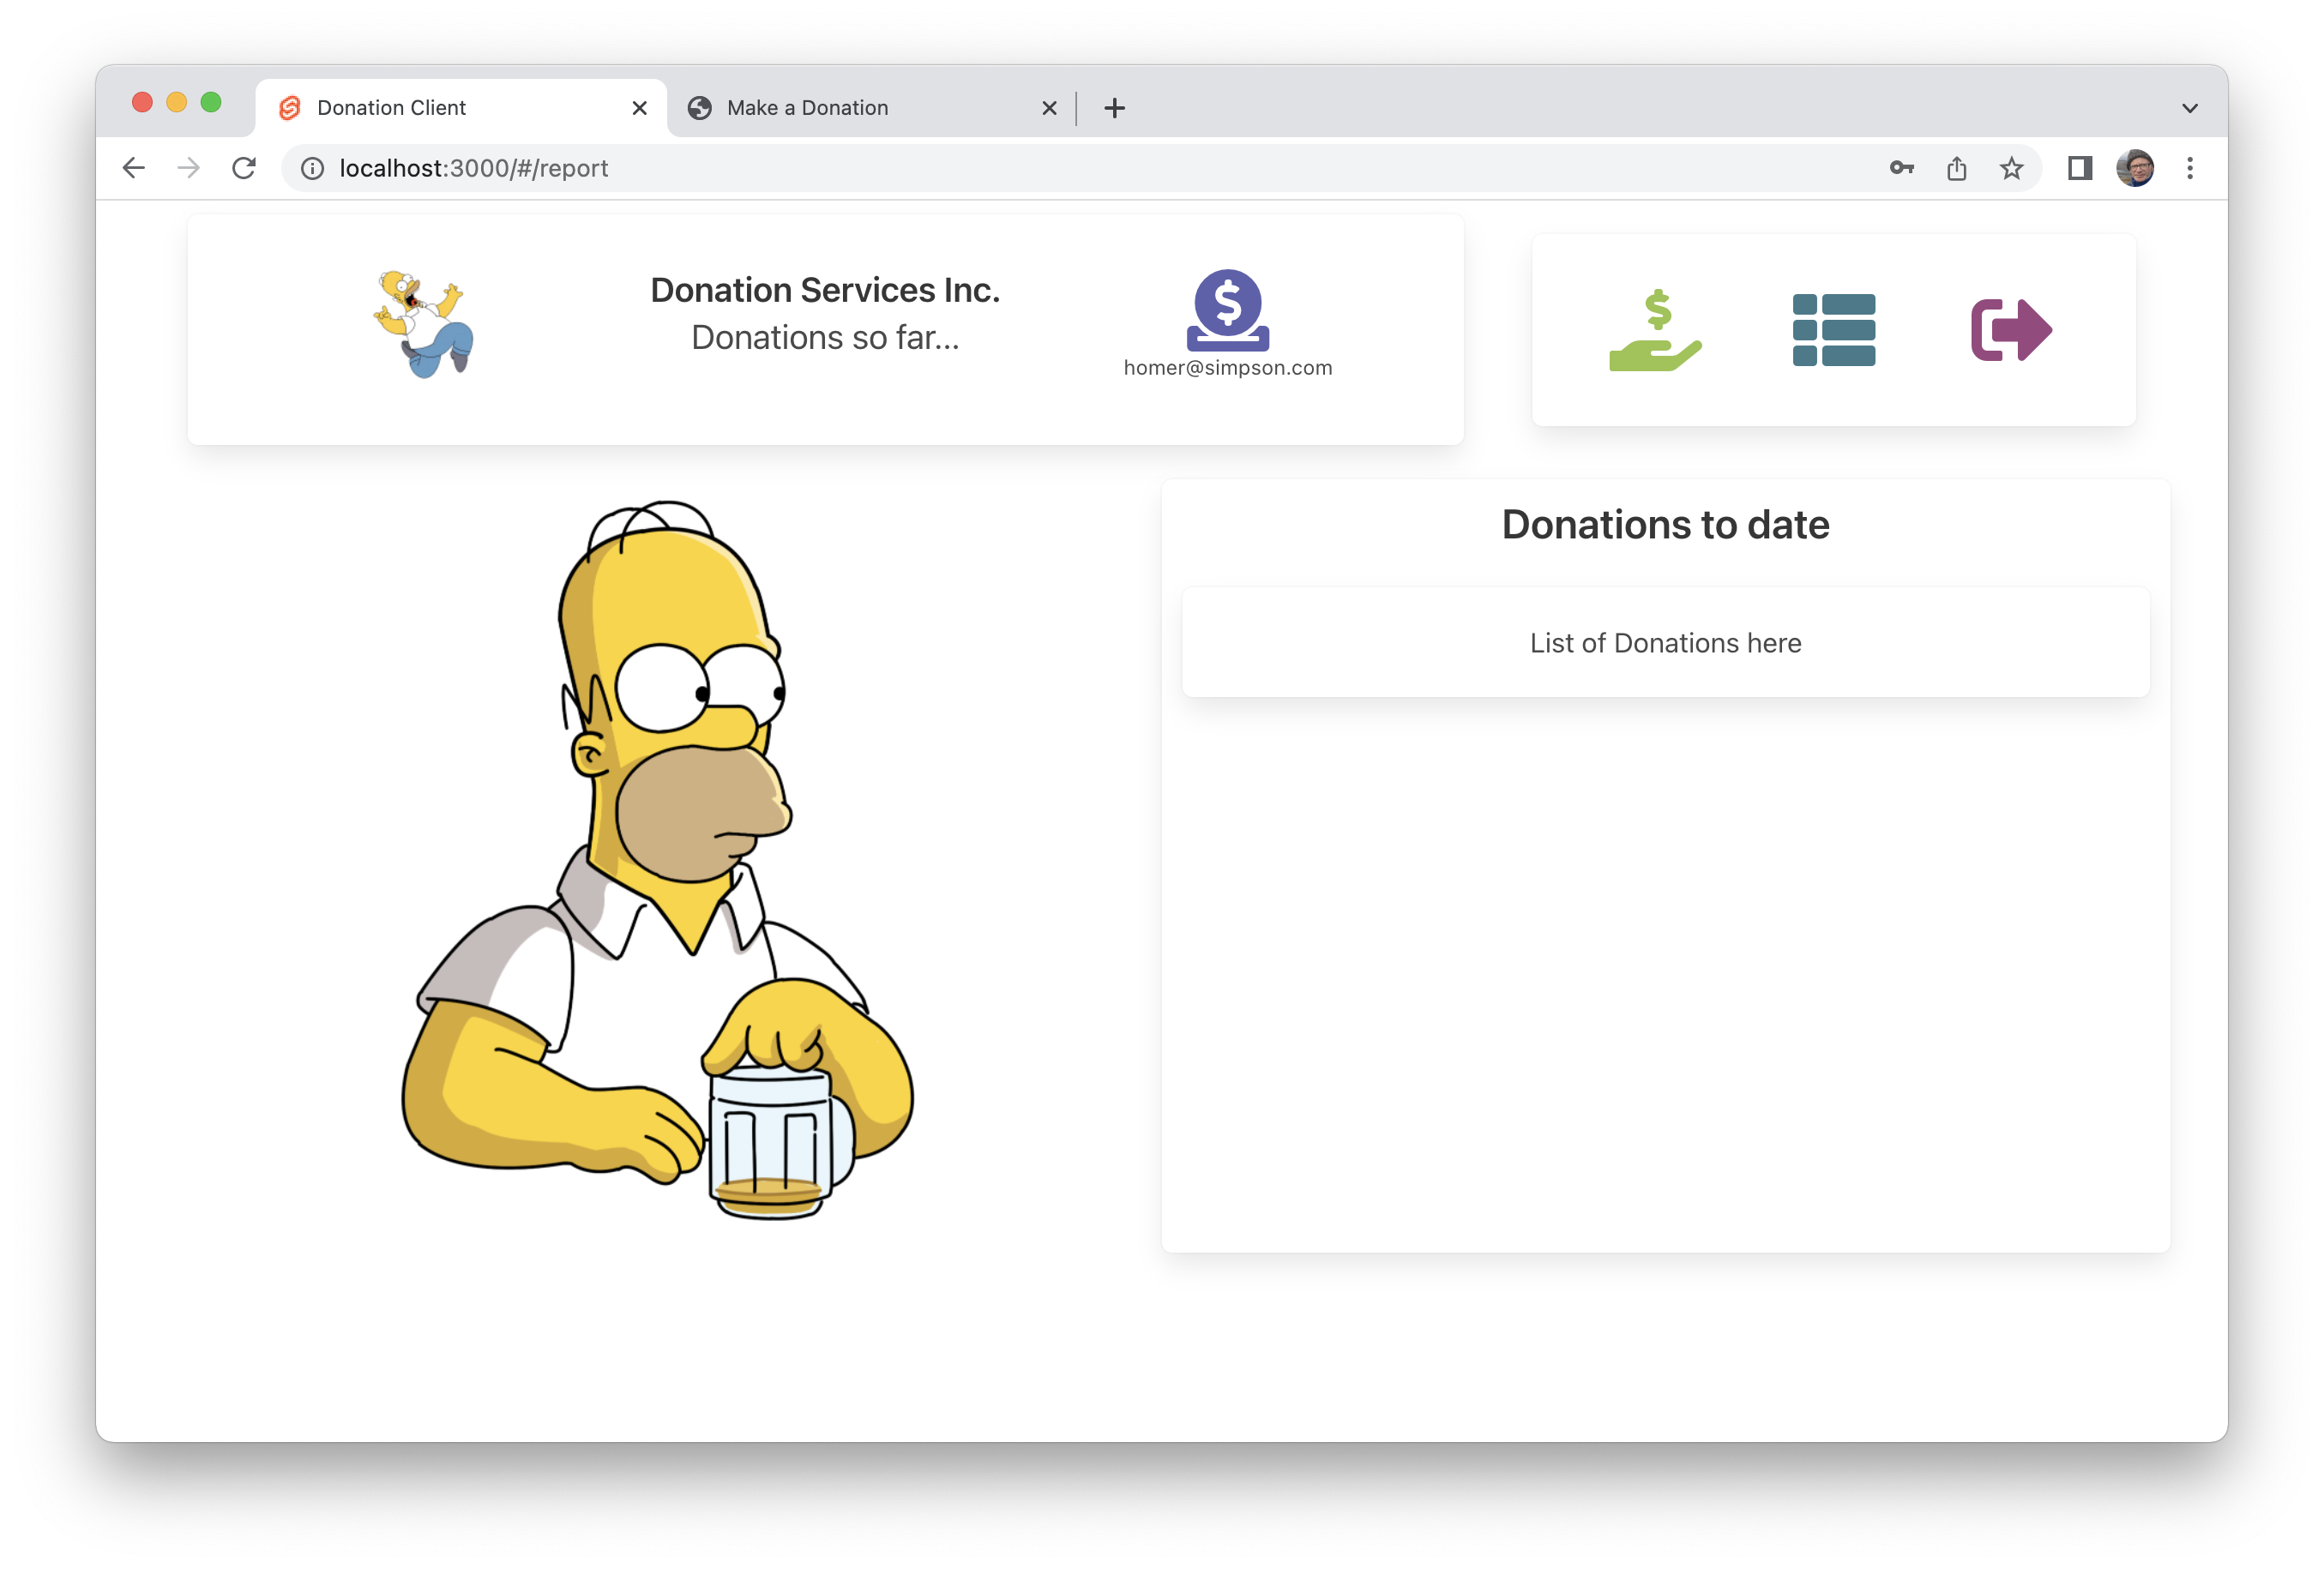 Donation Client
Make a Donation
localhost:3000/#/report
Donation Services Inc.
Donations so far...
homer@simpson.com
Donations to date
List of Donations here